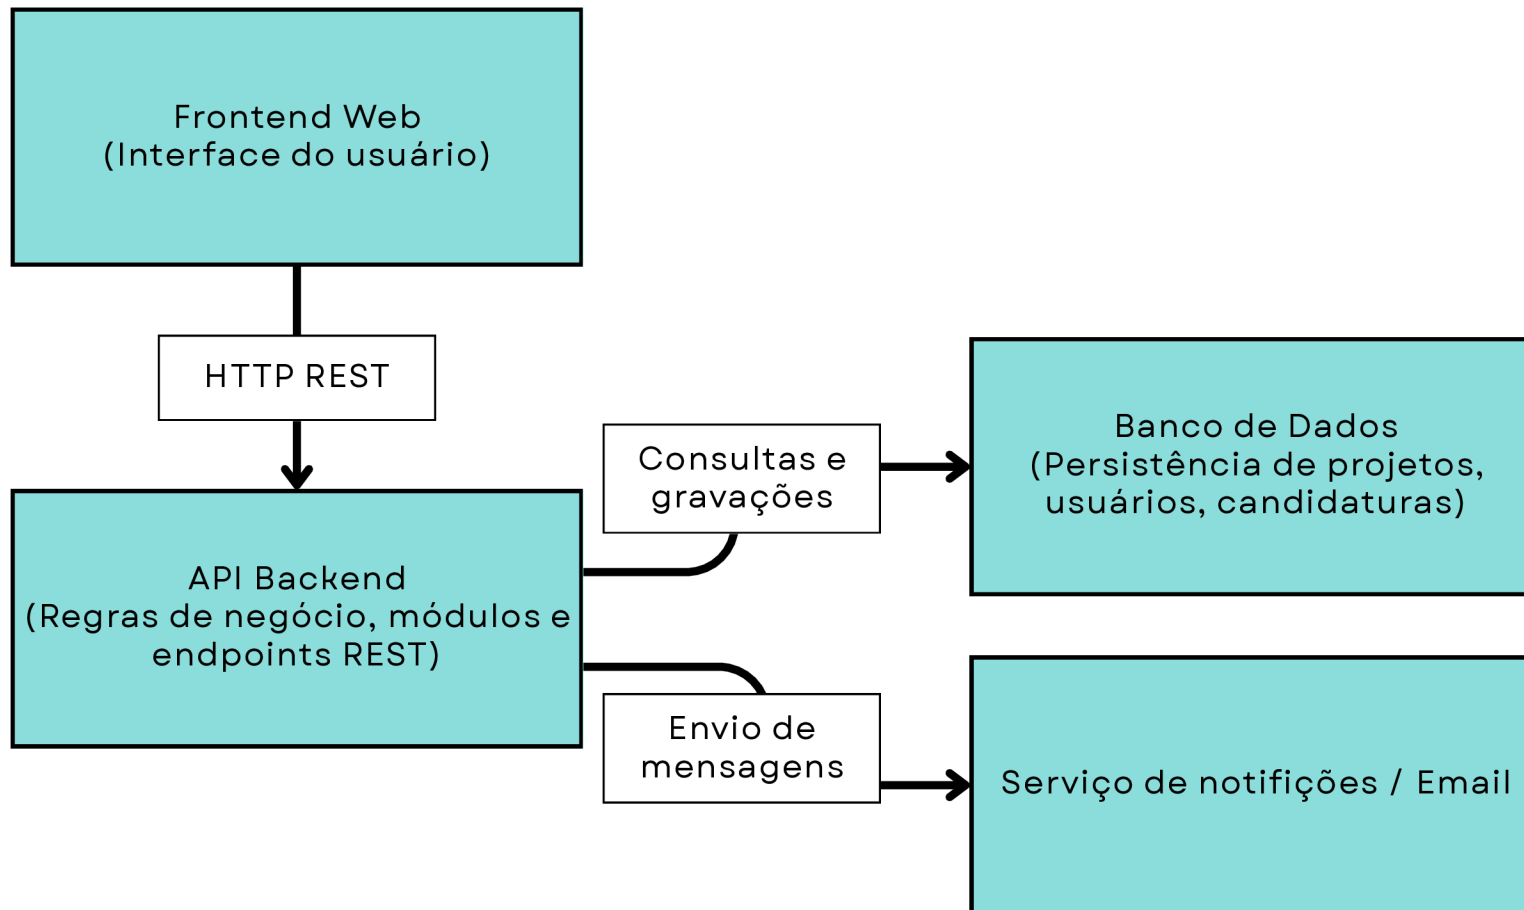 Frontend Web
(Interface do usuário)
HTTP REST
Consultas e
gravações
Banco de Dados
(Persistência de projetos,
usuários, candidaturas)
API Backend
(Regras de negócio, módulos e
endpoints REST)
Envio de
mensagens
Serviço de notifições / Email